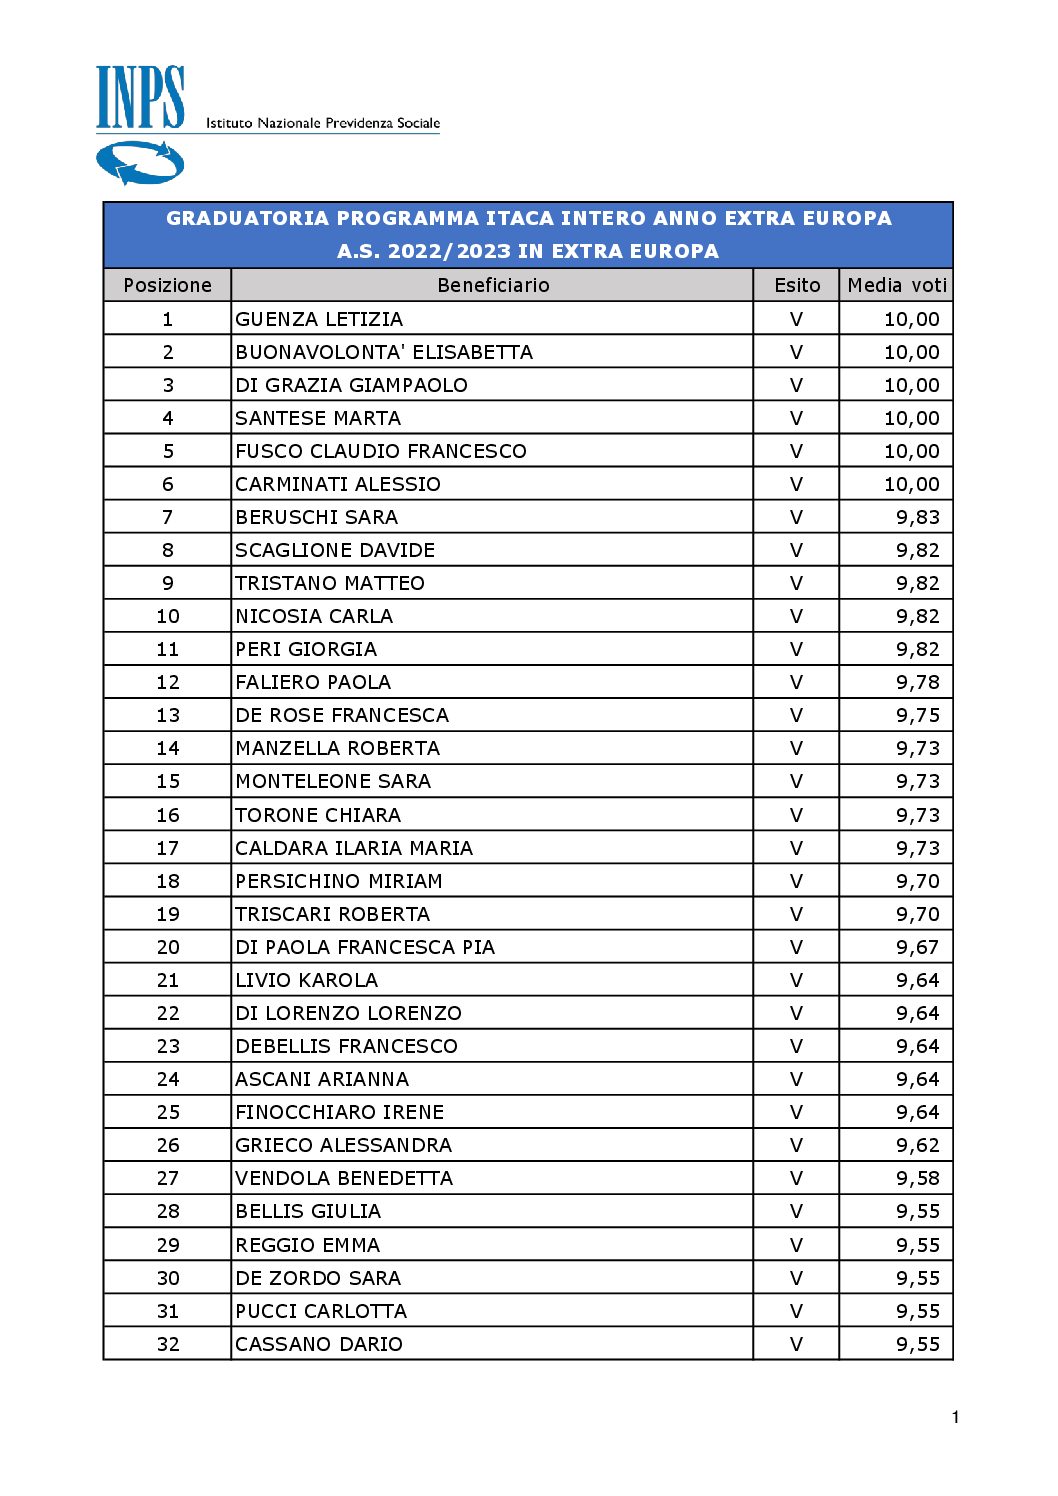 INPS
Istituto Nazionale Previdenza Sociale
GRADUATORIA PROGRAMMA ITACA INTERO ANNO EXTRA EUROPA
A.S. 2022/2023 IN EXTRA EUROPA
Posizione Beneficiario Esito Media voti
1 GUENZA LETIZIA V 10,00
2 BUONAVOLONTA' ELISABETTA V 10,00
3 DI GRAZIA GIAMPAOLO V 10,00
4 SANTESE MARTA V 10,00
5 FUSCO CLAUDIO FRANCESCO V 10,00
6 CARMINATI ALESSIO V 10,00
7 BERUSCHI SARA V 9,83
8 SCAGLIONE DAVIDE V 9,82
9 TRISTANO MATTEO V 9,82
10 NICOSIA CARLA V 9,82
11 PERI GIORGIA V 9,82
12 FALIERO PAOLA V 9,78
13 DE ROSE FRANCESCA V 9,75
14 MANZELLA ROBERTA V 9,73
15 MONTELEONE SARA V 9,73
16 TORONE CHIARA V 9,73
17 CALDARA ILARIA MARIA V 9,73
18 PERSICHINO MIRIAM V 9,70
19 TRISCARI ROBERTA V 9,70
20 DI PAOLA FRANCESCA PIA V 9,67
21 LIVIO KAROLA V 9,64
22 DI LORENZO LORENZO V 9,64
23 DEBELLIS FRANCESCO V 9,64
24 ASCANI ARIANNA V 9,64
25 FINOCCHIARO IRENE V 9,64
26 GRIECO ALESSANDRA V 9,62
27 VENDOLA BENEDETTA V 9,58
28 BELLIS GIULIA V 9,55
29 REGGIO EMMA V 9,55
30 DE ZORDO SARA V 9,55
31 PUCCI CARLOTTA V 9,55
32 CASSANO DARIO V 9,55
1